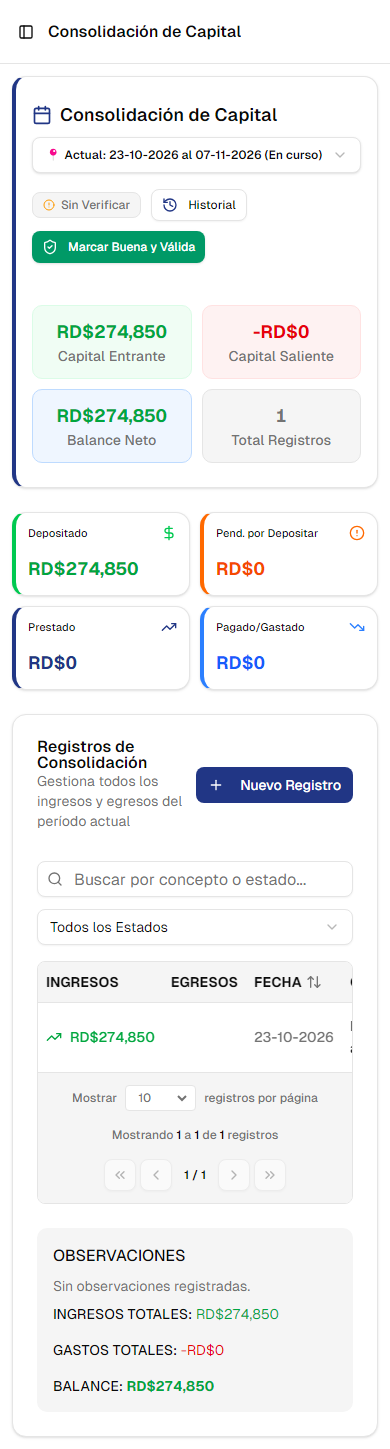 Consolidación de Capital
Consolidación de Capital
Actual: 23-10-2026 al 07-11-2026 (En curso)
Sin Verificar
Historial
Marcar Buena y Válida
RD$274,850
Capital Entrante
-RD$0
Capital Saliente
RD$274,850
Balance Neto
1
Total Registros
Depositado
RD$274,850
Pend. por Depositar
RD$0
Prestado
RD$0
Pagado/Gastado
RD$0
Registros de
Consolidación
Gestiona todos los
ingresos y egresos del
período actual
Nuevo Registro
Buscar por concepto o estado...
Todos los Estados
INGRESOS EGRESOS FECHA
RD$274,850 23-10-2026
Mostrar 10 registros por página
Mostrando 1 a 1 de 1 registros
1 / 1
OBSERVACIONES
Sin observaciones registradas.
INGRESOS TOTALES: RD$274,850
GASTOS TOTALES: -RD$0
BALANCE: RD$274,850